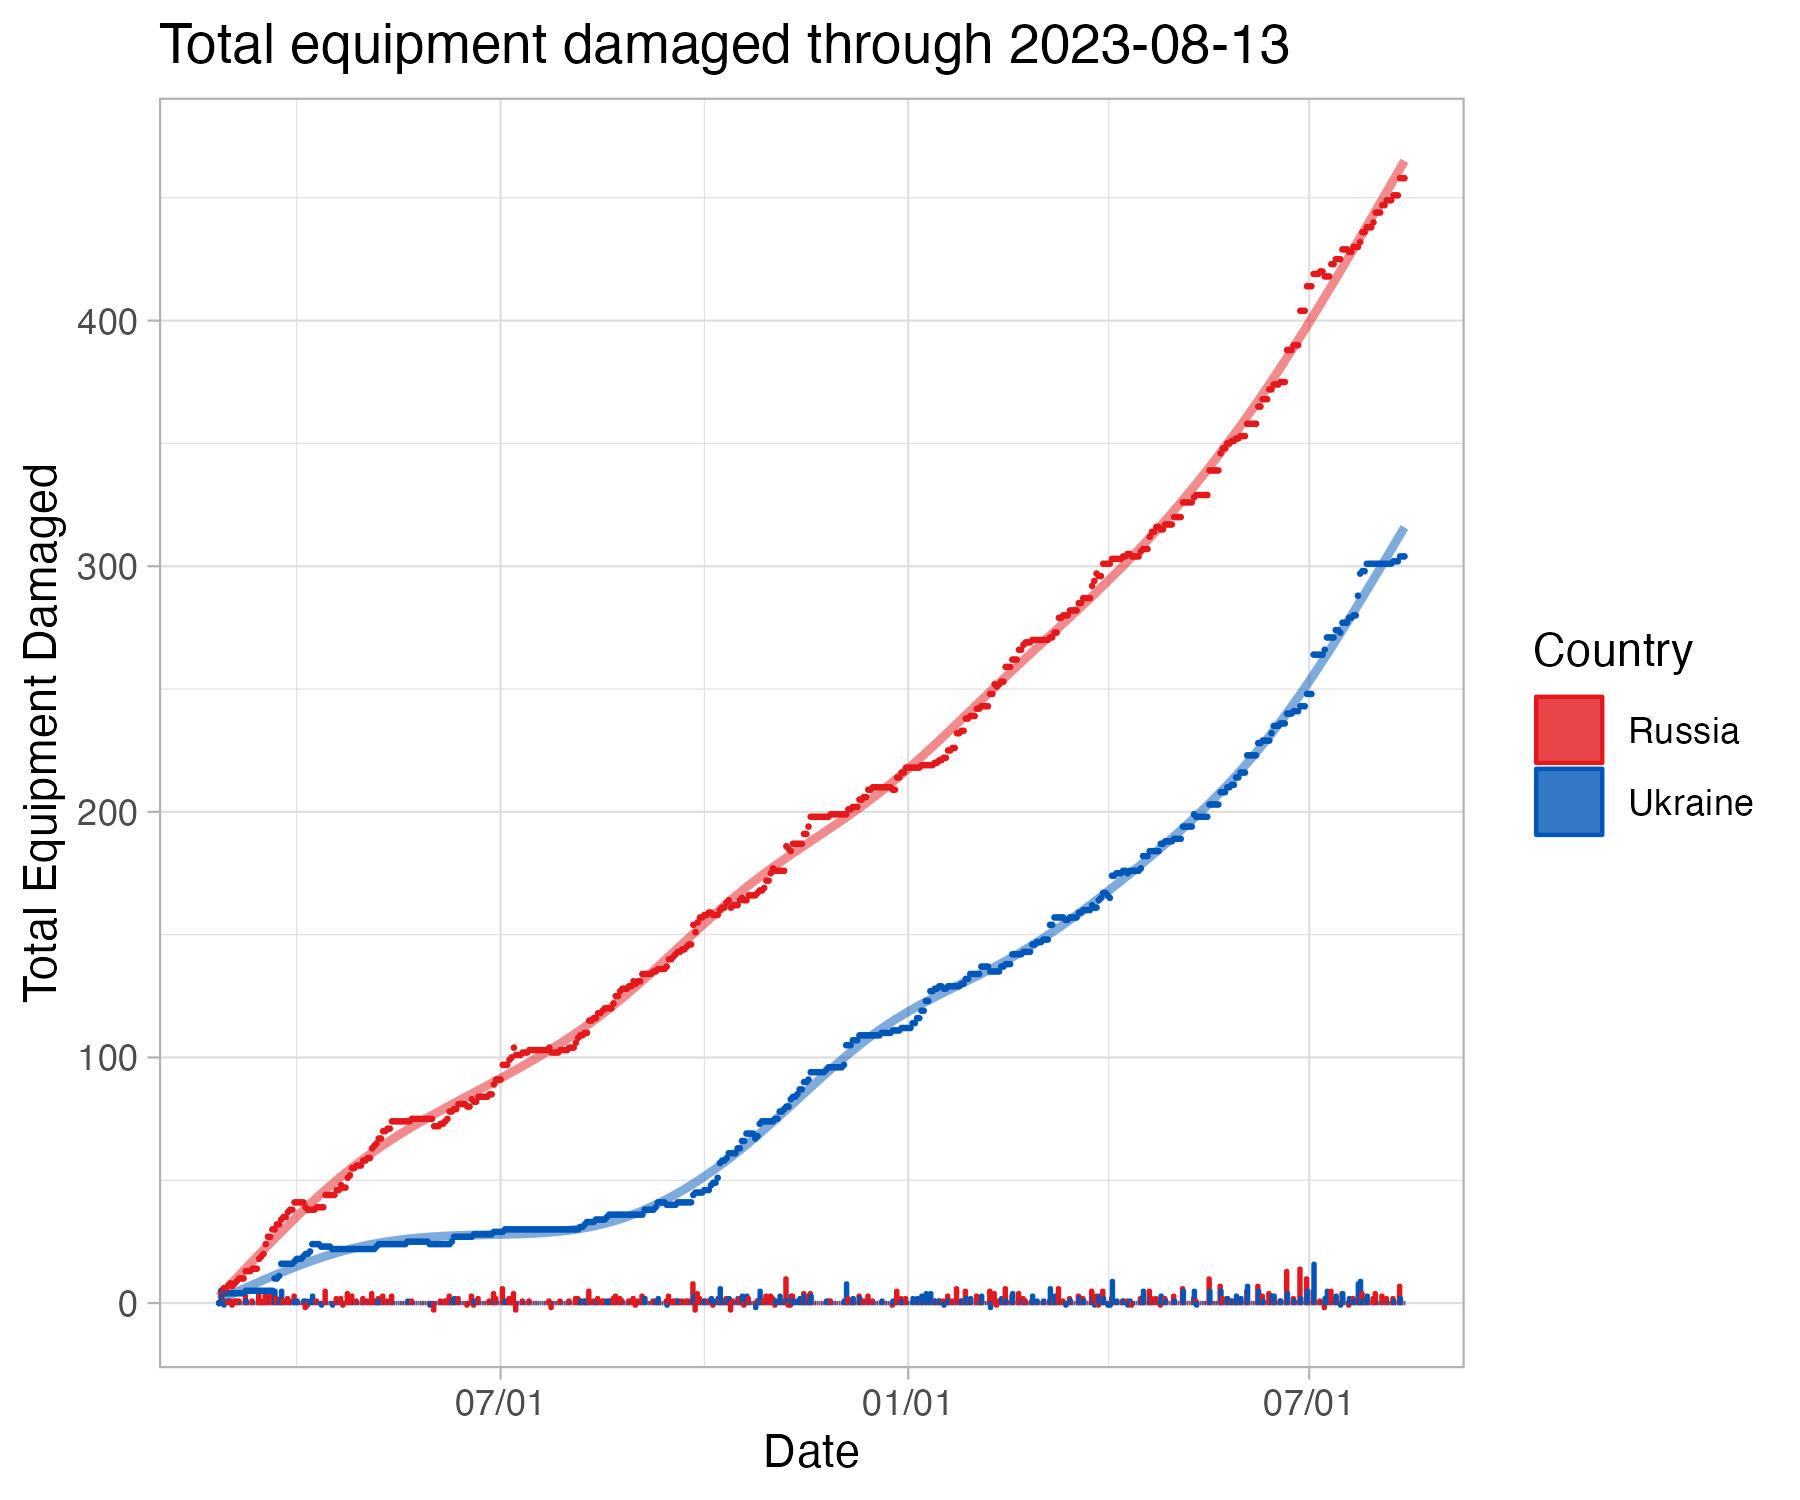 Total equipment damaged through 2023-08-13
Total Equipment Damaged
400
300
200
100
0
07/01
01/01
07/01
Date
Country
Russia
Ukraine